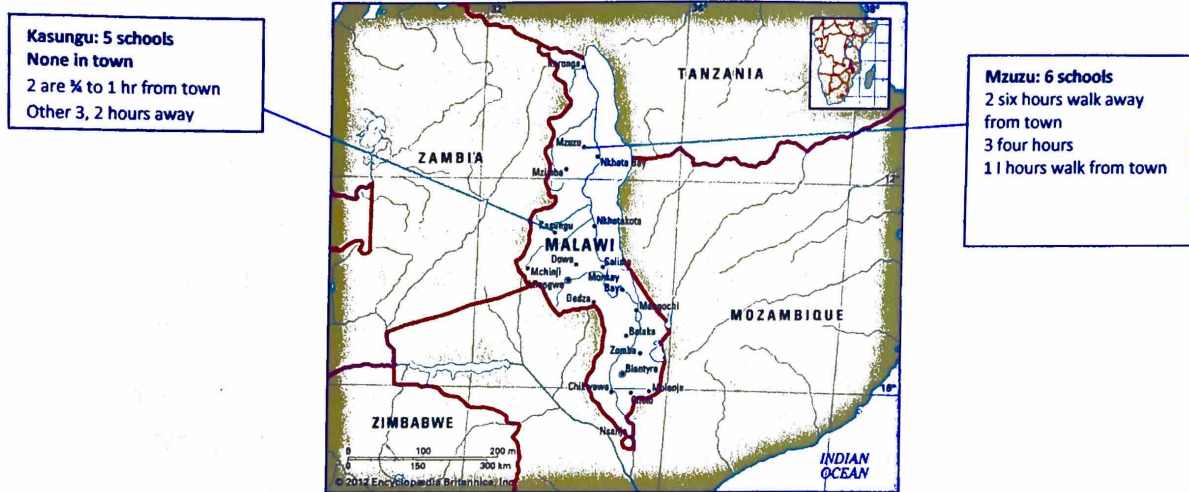 Kasungu: 5 schools
None in town
2 are ¾ to 1 hr from town
Other 3, 2 hours away
Mzuzu: 6 schools
2 six hours walk away
from town
3 four hours
1 I hours walk from town
TANZANIA
Karonga
ZAMBIA
Mzuzu
Nkhata Bay
Mzimba
12°
Kasungu
Nkhotakota
MALAWI
Dowa
Salima
Mchinji
Monkey
Bay
Dedza
Mangochi
MOZAMBIQUE
Balaka
Zomba
Blantyre
Chikwawa
Mulanje
16°
Nsanje
ZIMBABWE
0 100 200 mi
0 150 300 km
INDIAN
OCEAN
© 2012 Encyclopædia Britannica, Inc.